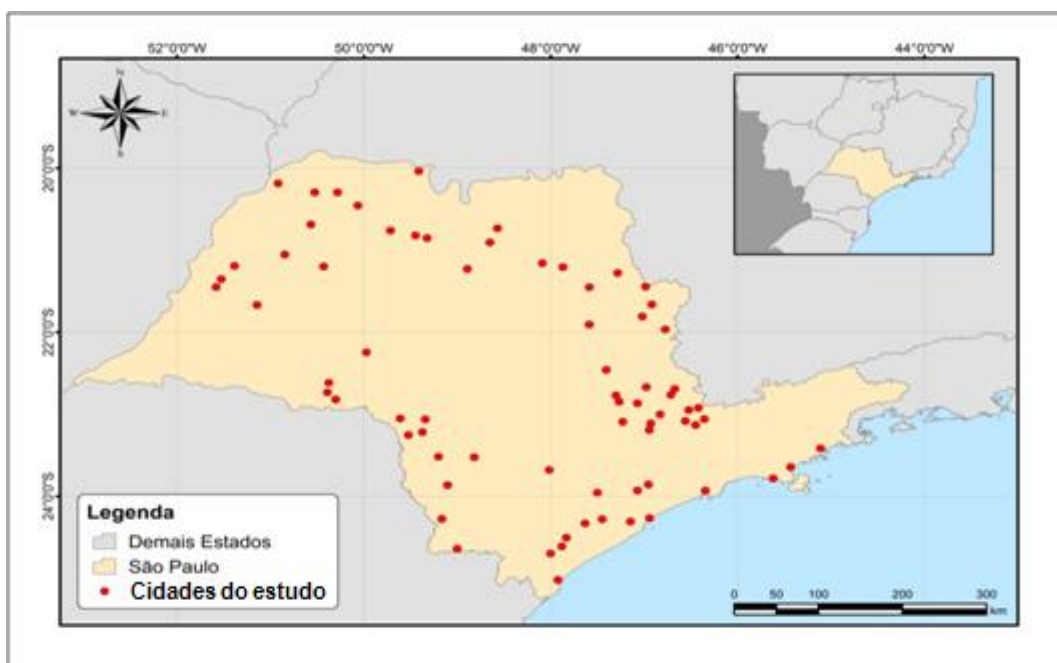 52°0'0"W 50°0'0"W 48°0'0"W 46°0'0"W 44°0'0"W
N
W E
S
20°0'0"S
22°0'0"S
24°0'0"S
Legenda
Demais Estados
São Paulo
Cidades do estudo
0 50 100 200 300
km